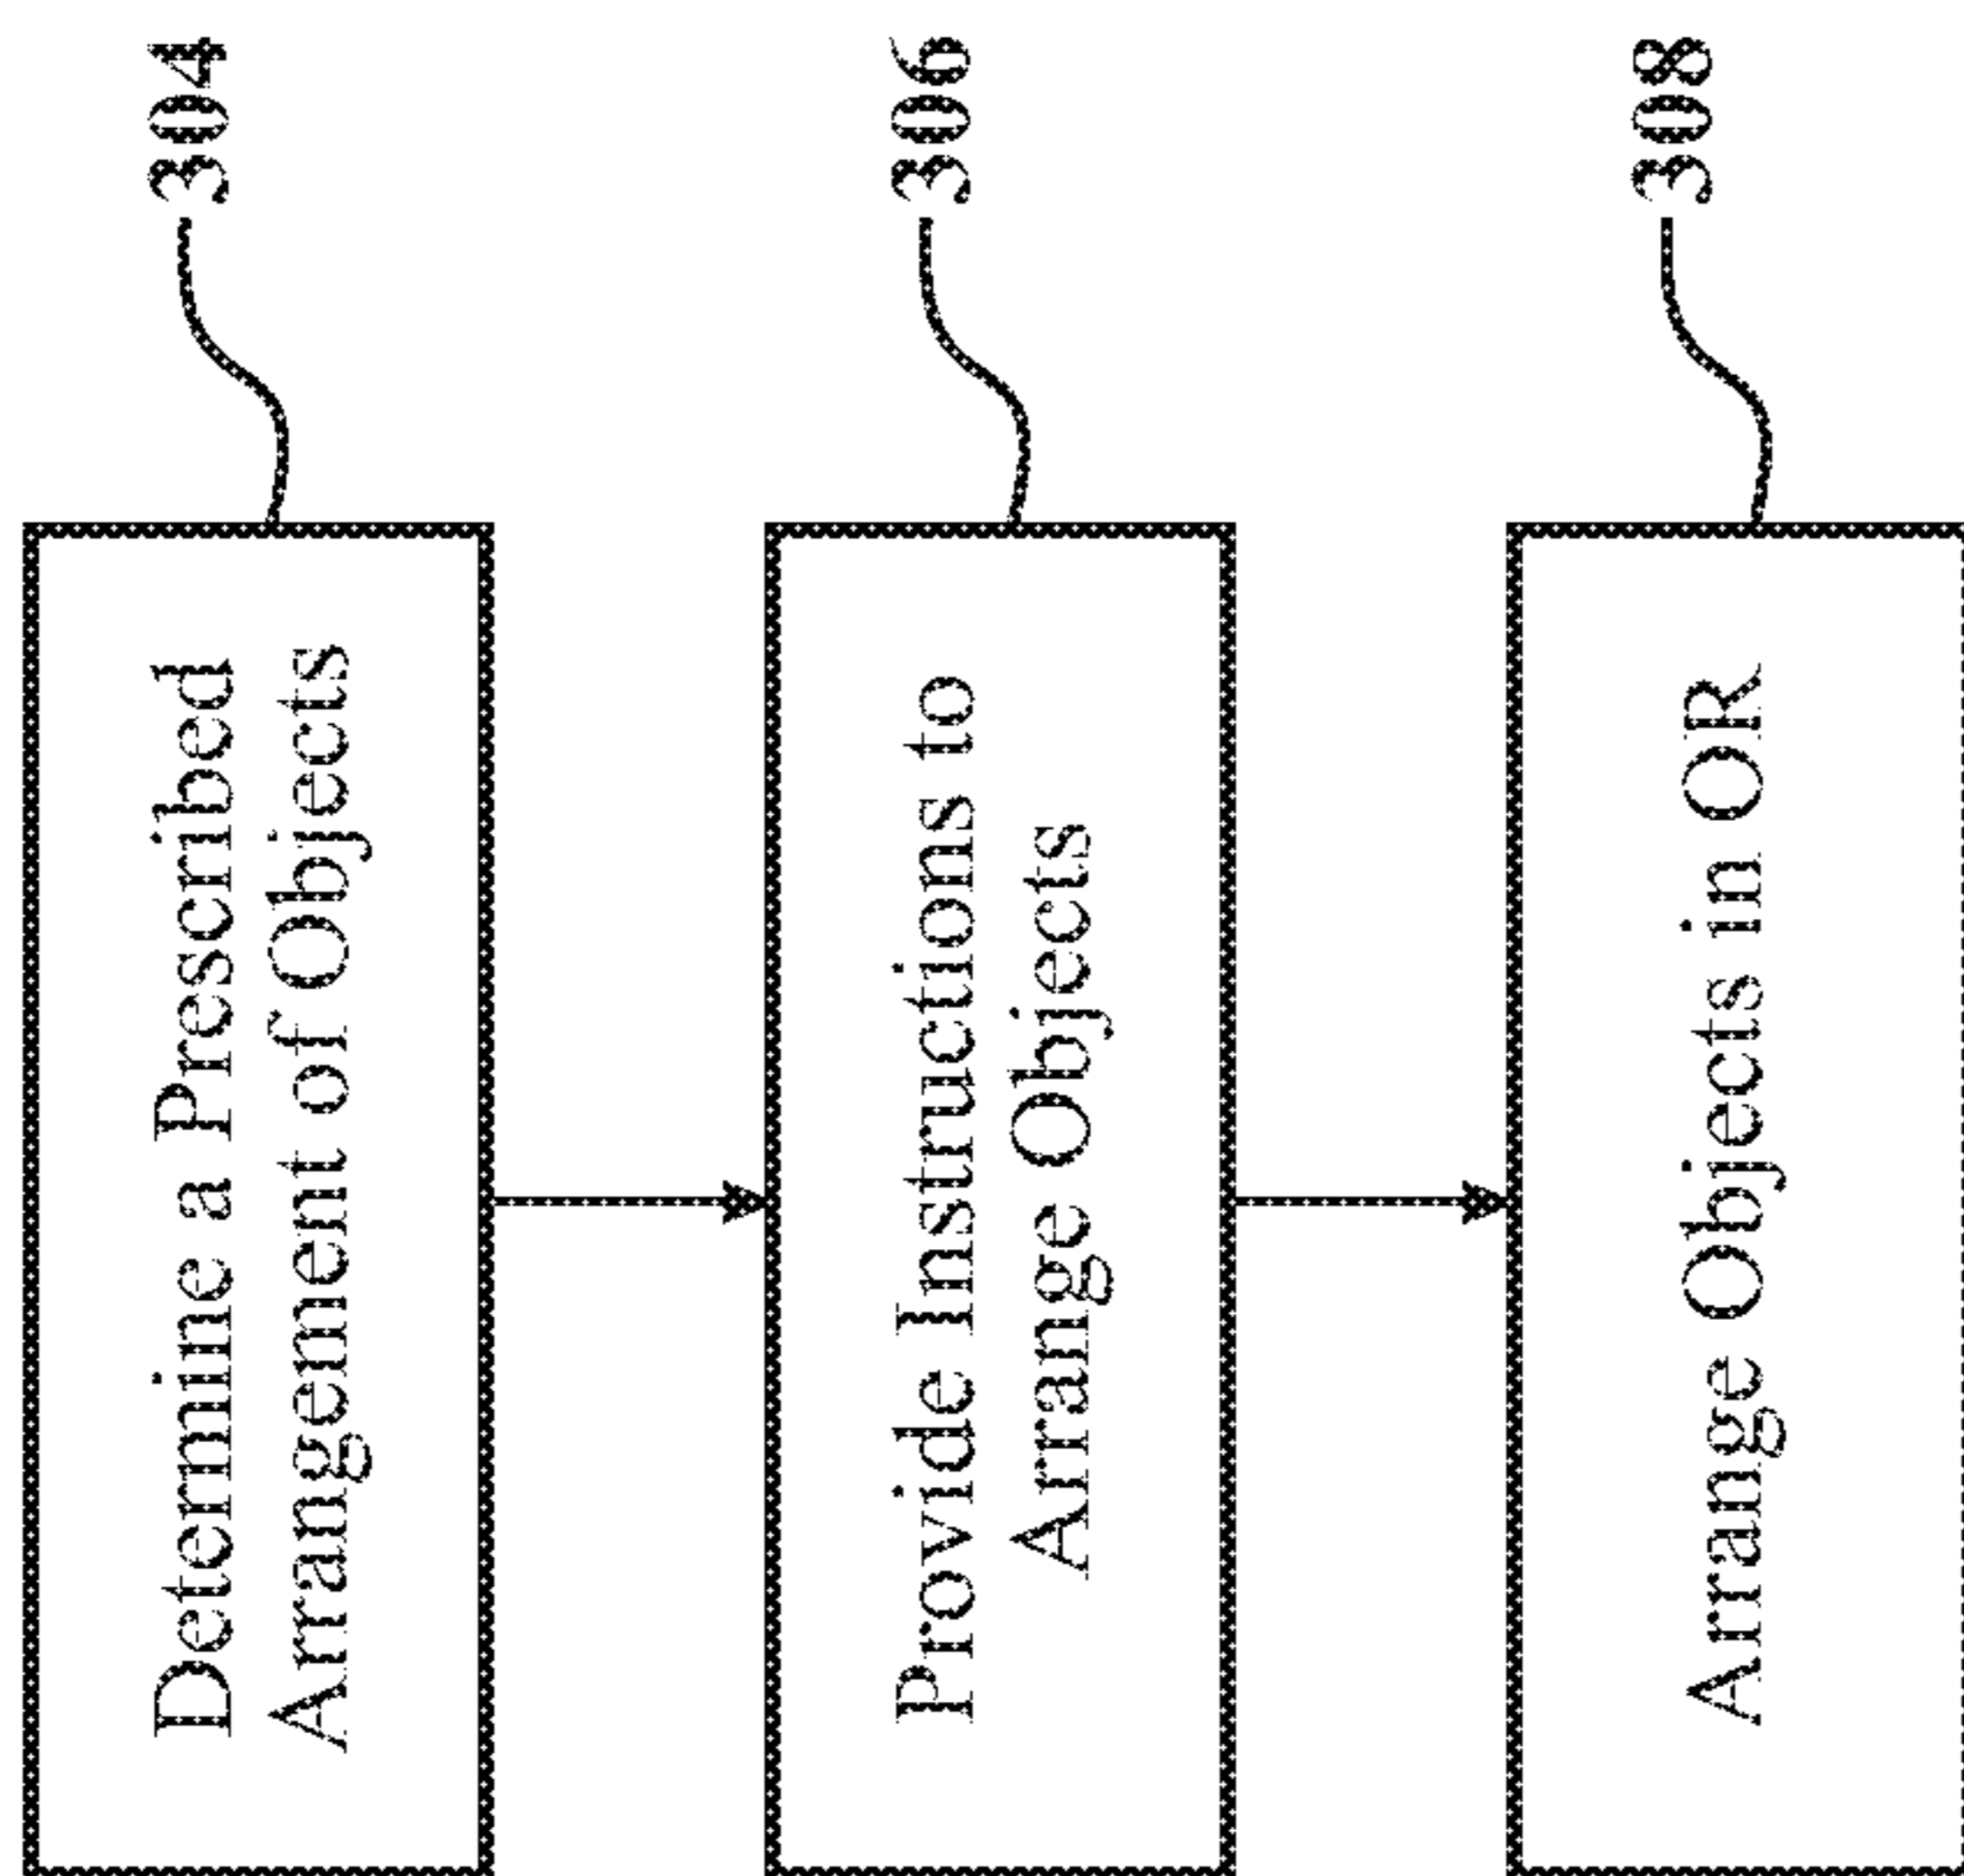 Determine a Prescribed
Arrangement of Objects
304
Provide Instructions to
Arrange Objects
306
Arrange Objects in OR
308